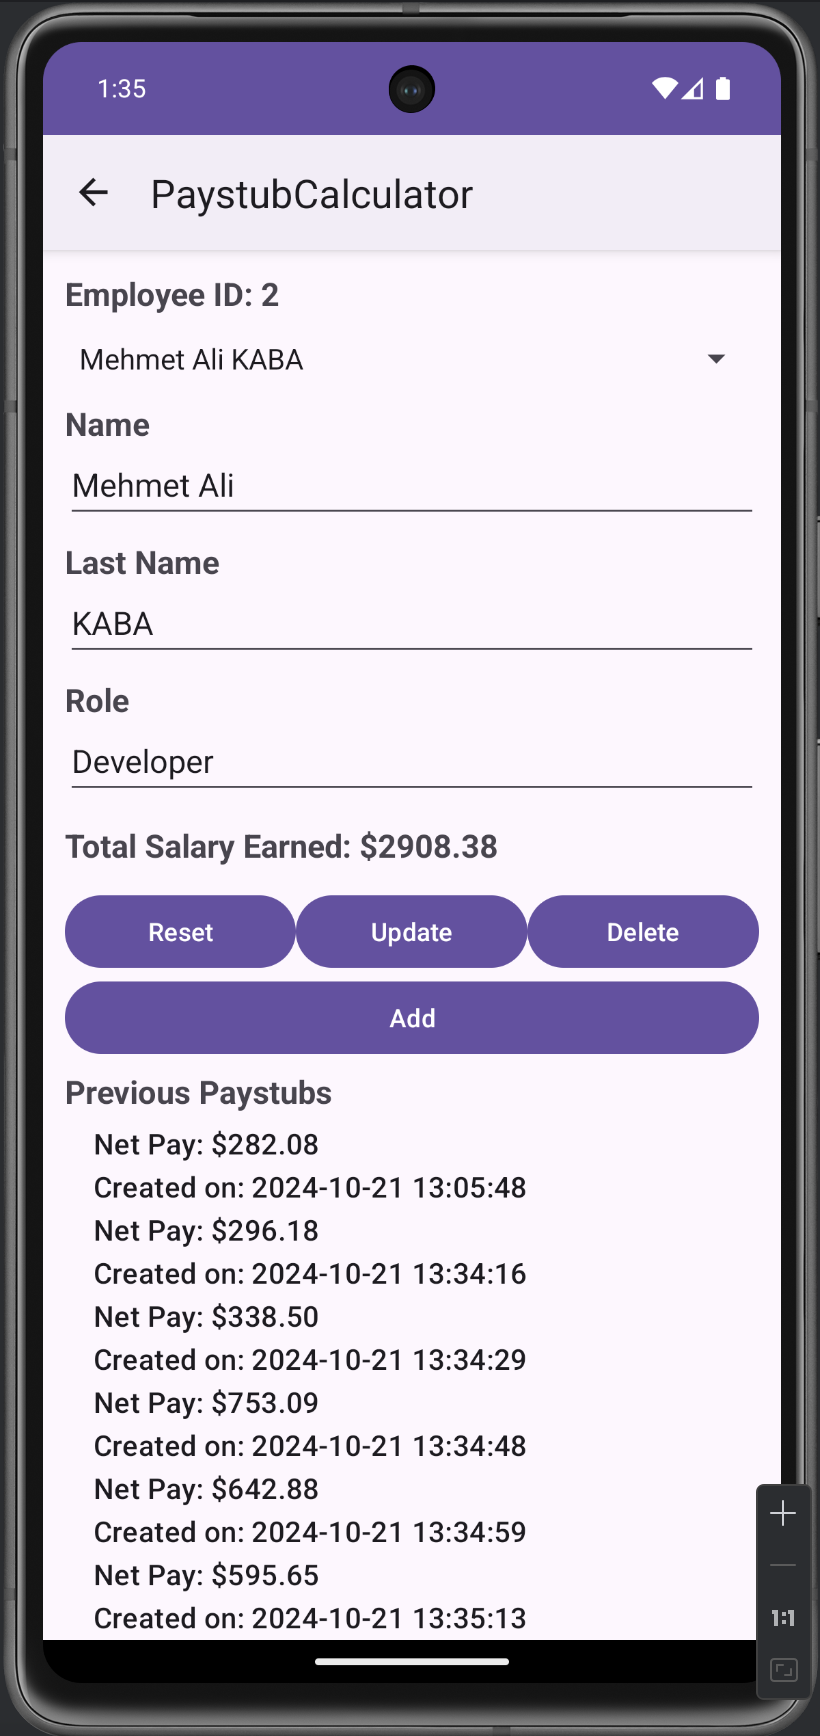 1:35
PaystubCalculator
Employee ID: 2
Mehmet Ali KABA
Name
Mehmet Ali
Last Name
KABA
Role
Developer
Total Salary Earned: $2908.38
Reset Update Delete
Add
Previous Paystubs
Net Pay: $282.08
Created on: 2024-10-21 13:05:48
Net Pay: $296.18
Created on: 2024-10-21 13:34:16
Net Pay: $338.50
Created on: 2024-10-21 13:34:29
Net Pay: $753.09
Created on: 2024-10-21 13:34:48
Net Pay: $642.88
Created on: 2024-10-21 13:34:59
Net Pay: $595.65
Created on: 2024-10-21 13:35:13
1:1